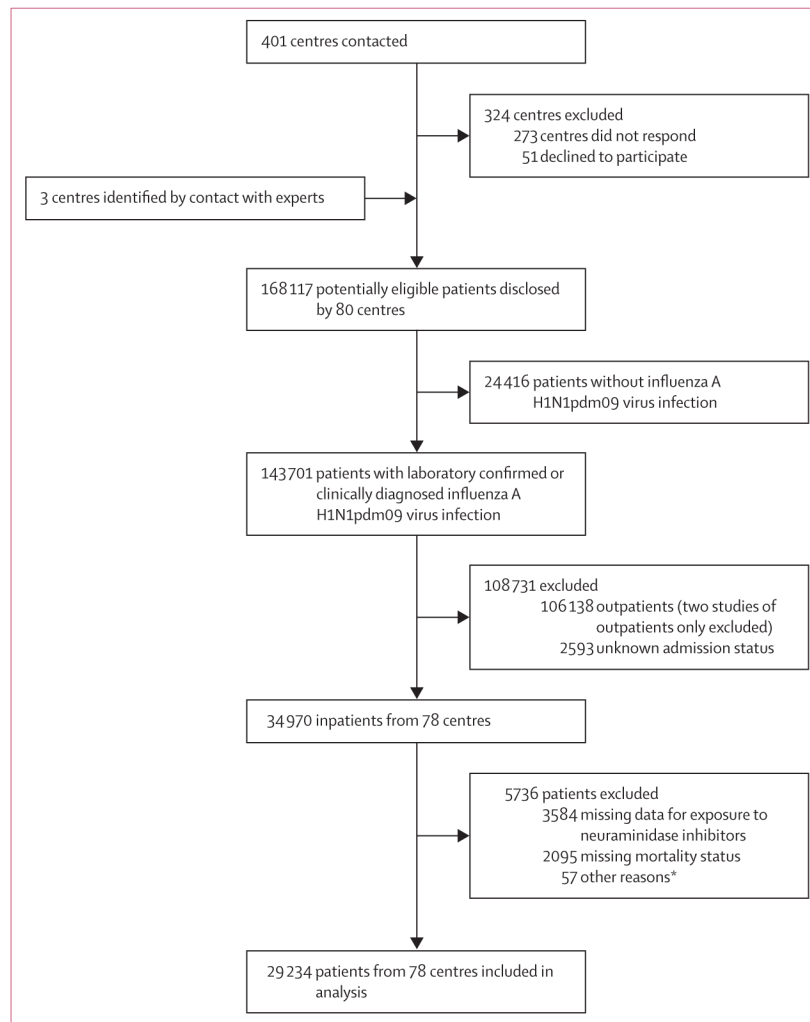 401 centres contacted
324 centres excluded
273 centres did not respond
51 declined to participate
3 centres identified by contact with experts
168 117 potentially eligible patients disclosed
by 80 centres
24 416 patients without influenza A
H1N1pdm09 virus infection
143 701 patients with laboratory confirmed or
clinically diagnosed influenza A
H1N1pdm09 virus infection
108 731 excluded
106 138 outpatients (two studies of
outpatients only excluded)
2593 unknown admission status
34 970 inpatients from 78 centres
5736 patients excluded
3584 missing data for exposure to
neuraminidase inhibitors
2095 missing mortality status
57 other reasons*
29 234 patients from 78 centres included in
analysis